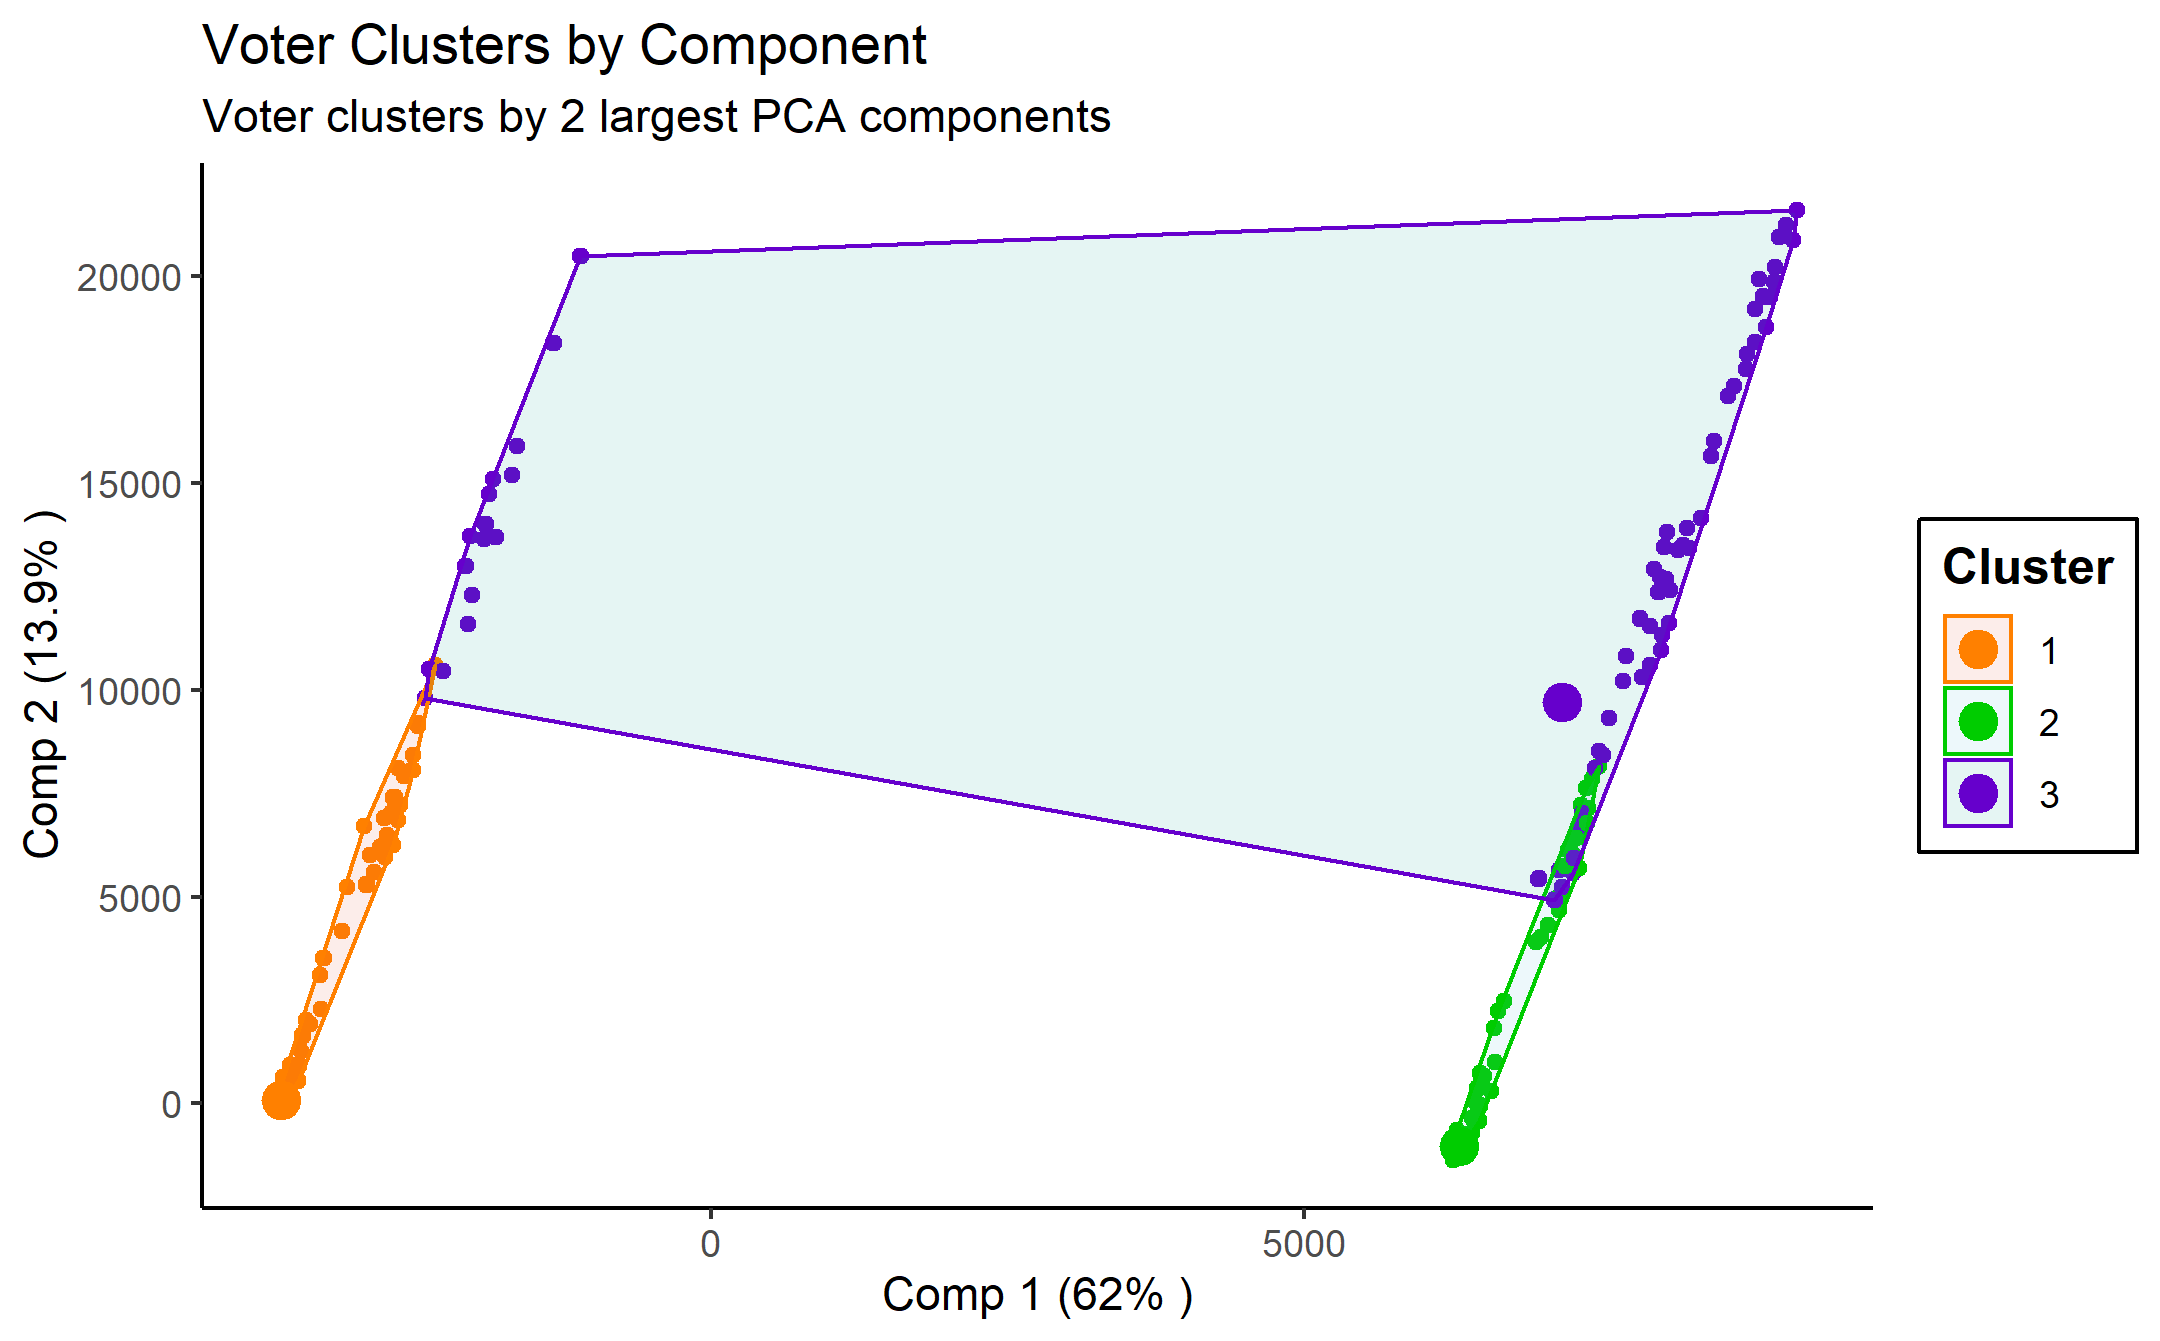 Voter Clusters by Component
Voter clusters by 2 largest PCA components
Comp 2 (13.9% )
20000
15000
10000
5000
0
0
5000
Comp 1 (62% )
Cluster
1
2
3